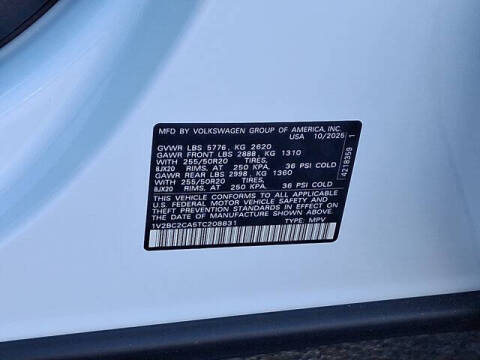 MFD BY VOLKSWAGEN GROUP OF AMERICA, INC.
USA 10/2025
GVWR LBS 5776 , KG 2620
GAWR FRONT LBS 2888 , KG 1310
WITH 255/50R20 TIRES,
8JX20 RIMS, AT 250 KPA, 36 PSI COLD
GAWR REAR LBS 2998 , KG 1360
WITH 255/50R20 TIRES,
8JX20 RIMS, AT 250 KPA, 36 PSI COLD
THIS VEHICLE CONFORMS TO ALL APPLICABLE
U.S. FEDERAL MOTOR VEHICLE SAFETY AND
THEFT PREVENTION STANDARDS IN EFFECT ON
THE DATE OF MANUFACTURE SHOWN ABOVE.
1V2BC2CA5TC208831 TYPE: MPV
4218359 1